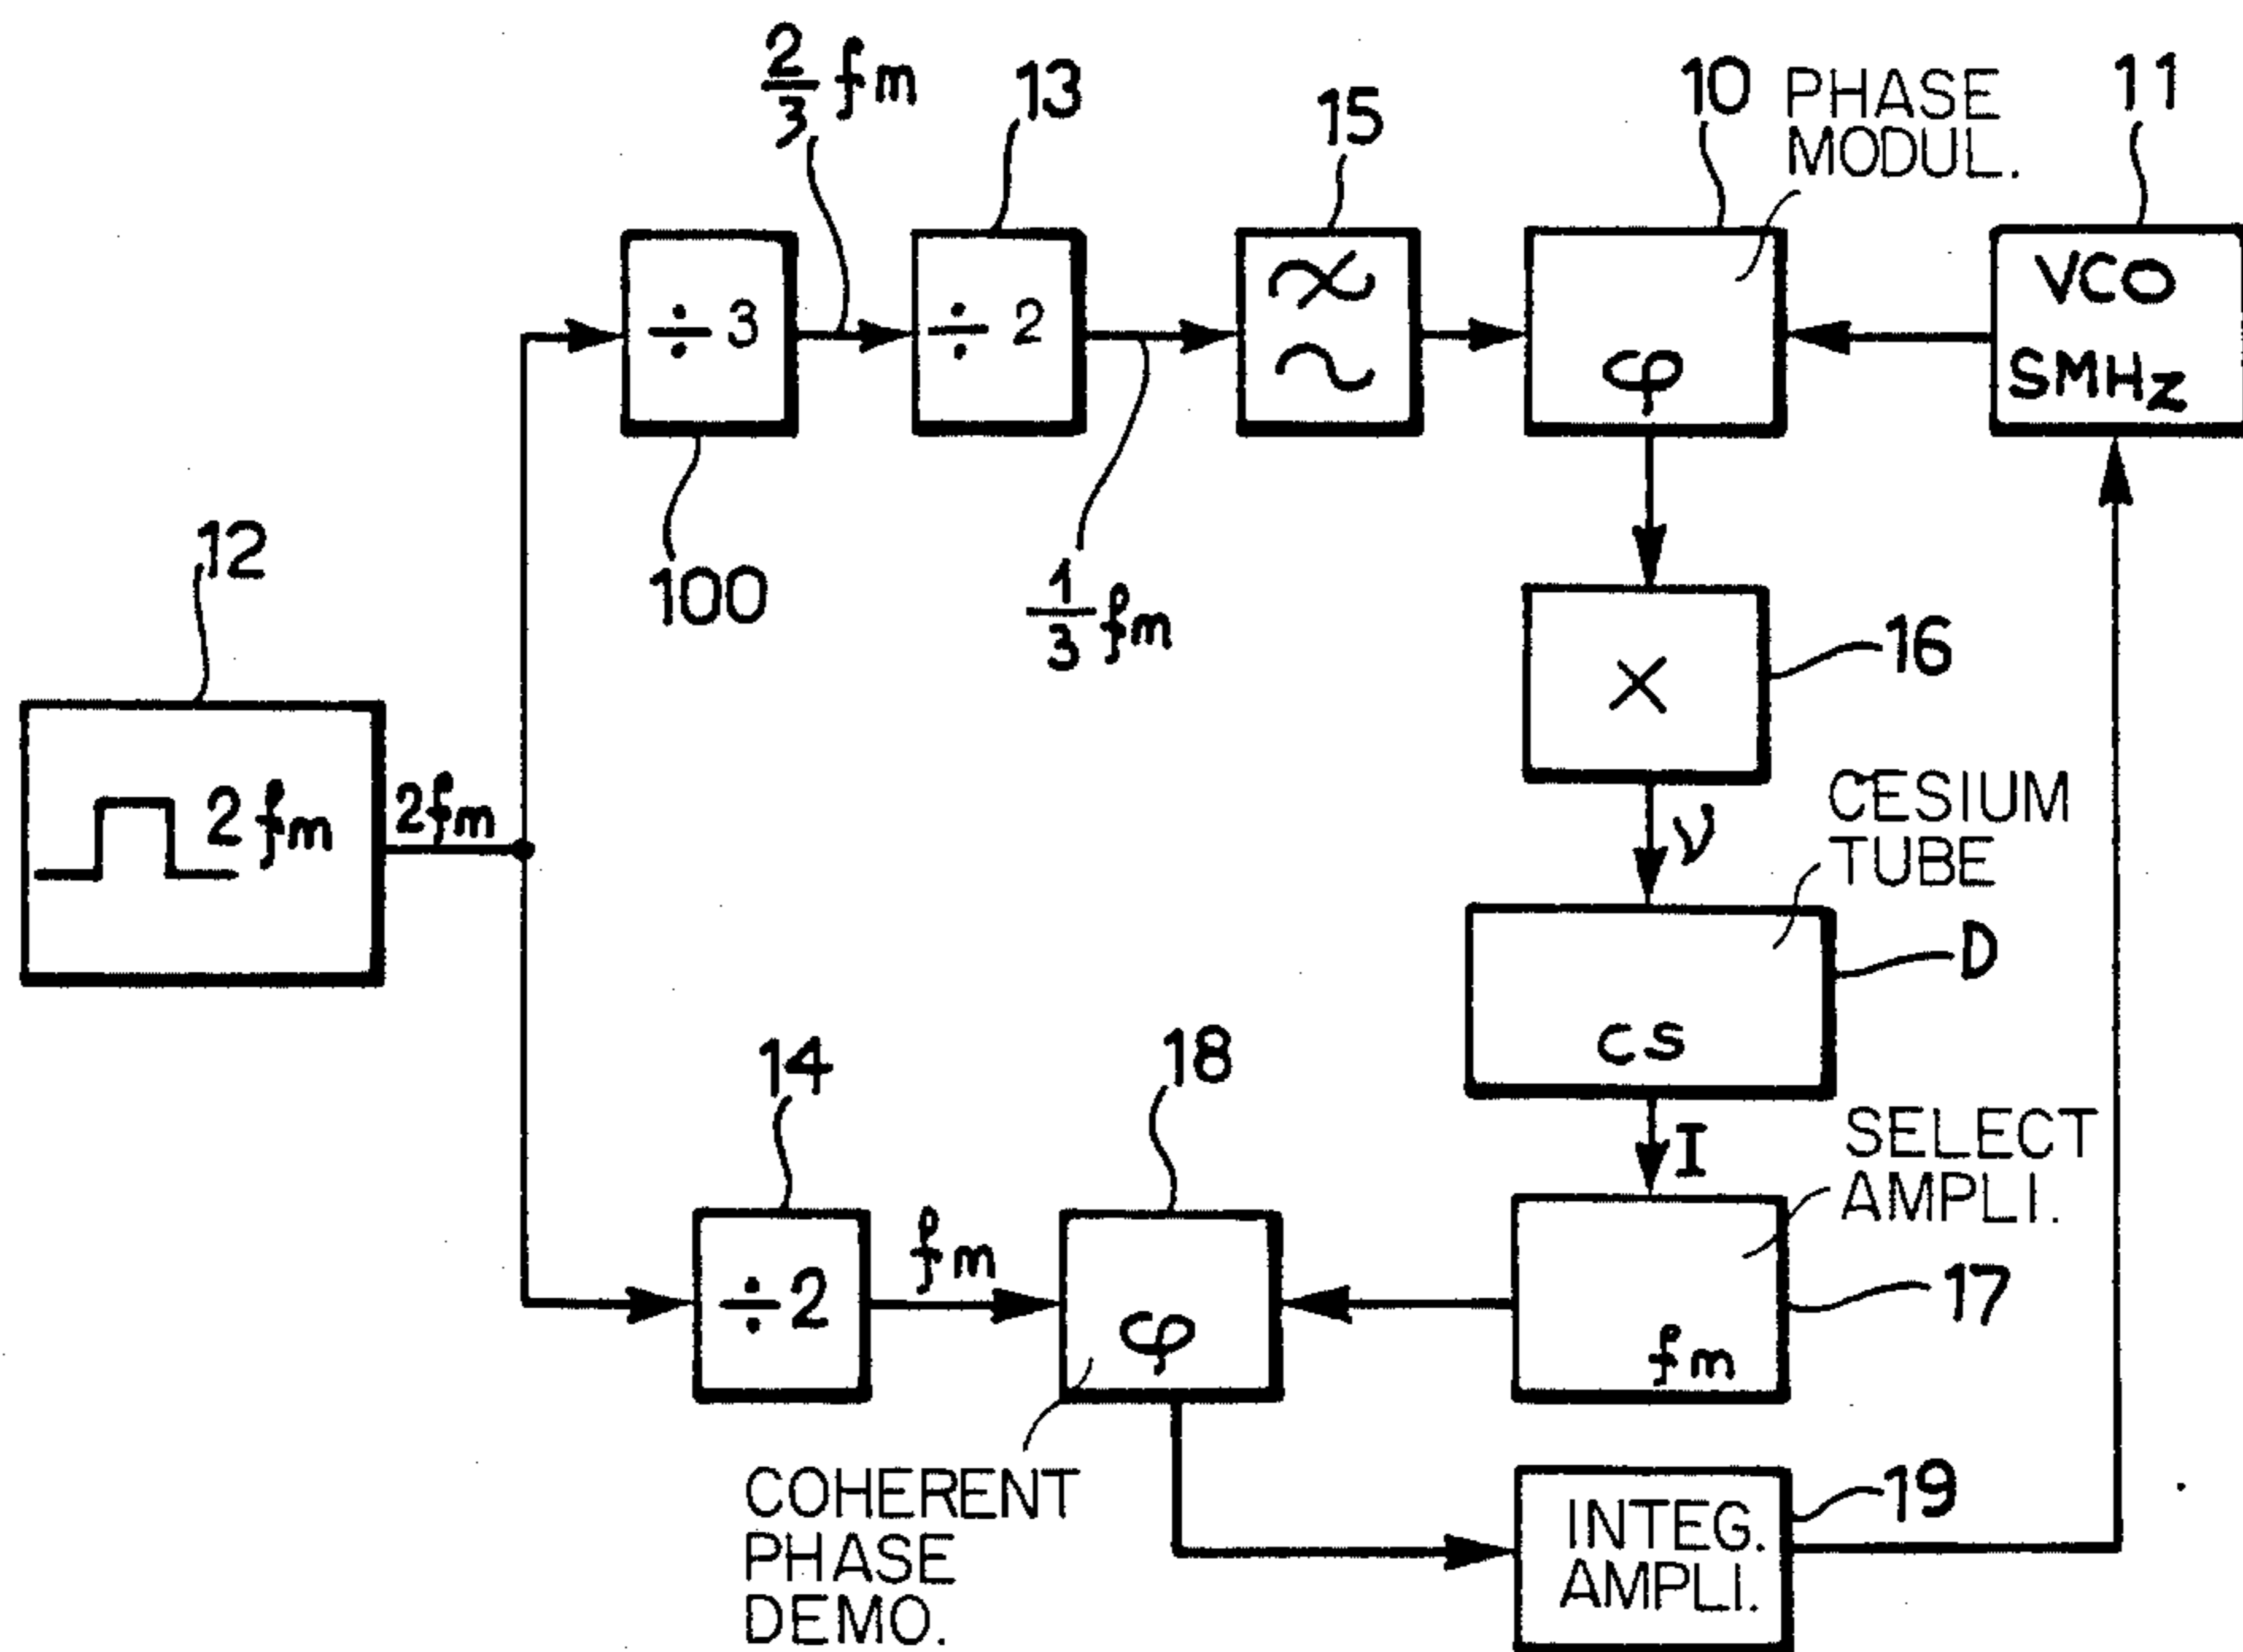 2/3 fm
13
15
10
PHASE
MODUL.
11
÷ 3
÷ 2
φ
VCO
SMHz
12
100
1/3 fm
×
16
2 fm
2fm
ν
CESIUM
TUBE
D
cs
14
18
I
SELECT
AMPLI.
÷2
fm
φ
fm
17
COHERENT
PHASE
DEMO.
INTEG.
AMPLI.
19